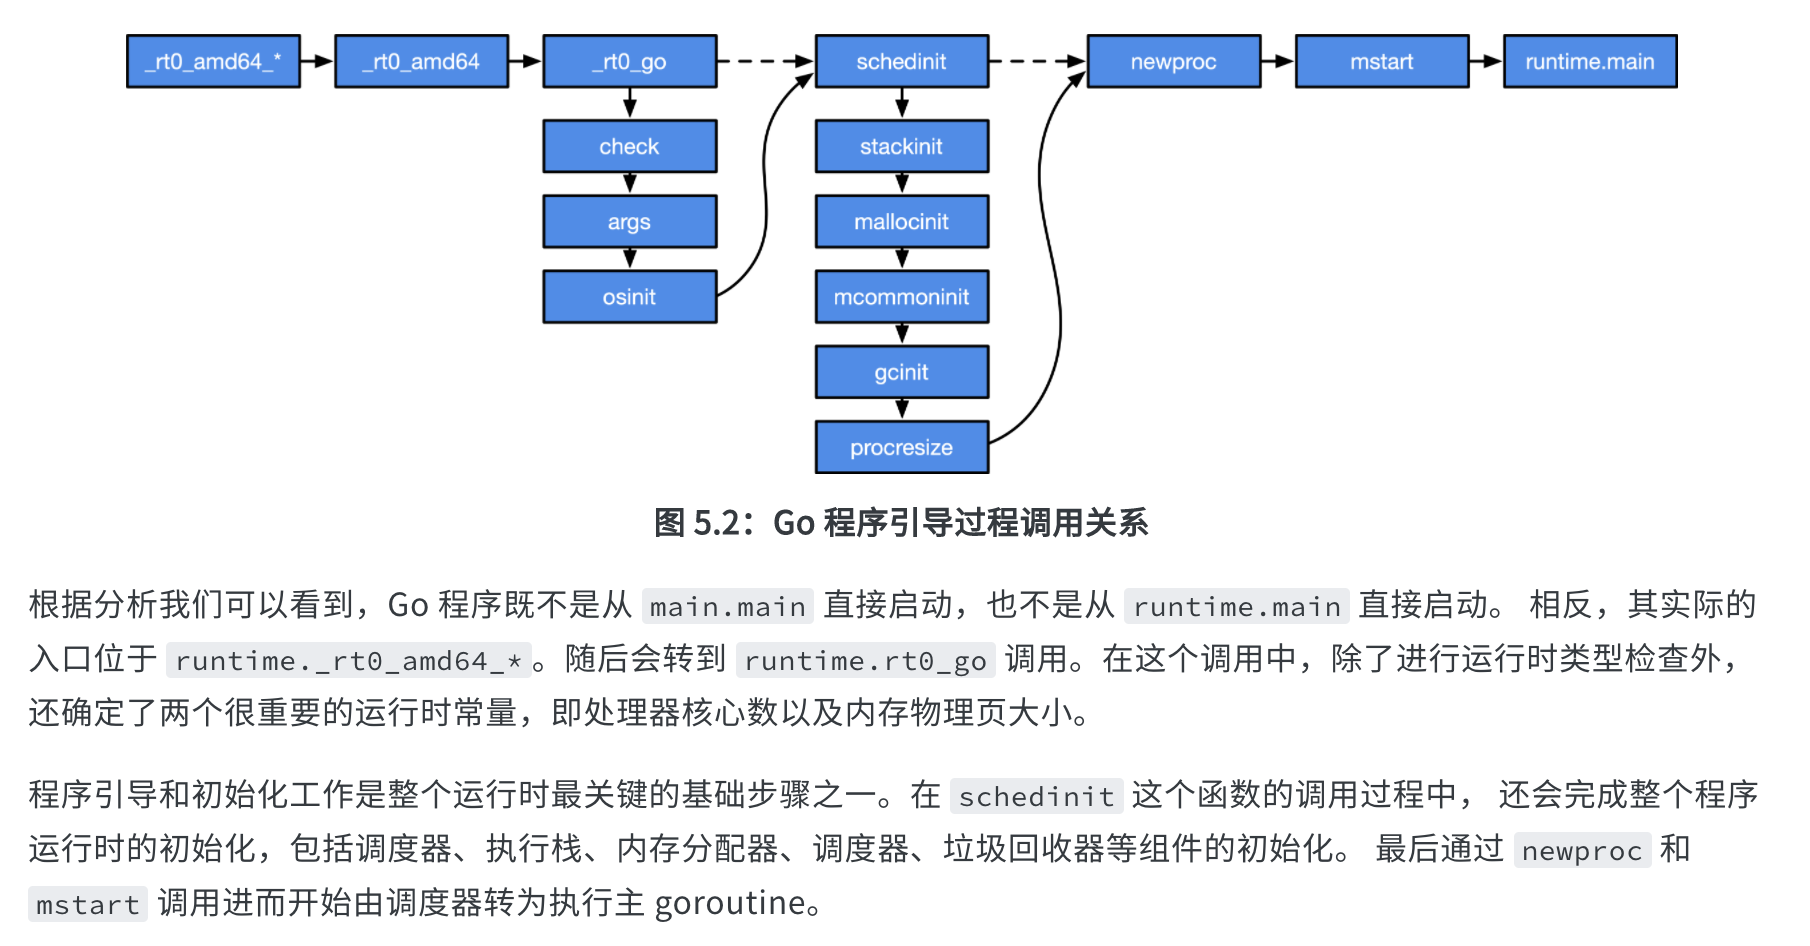 _rt0_amd64_*
_rt0_amd64
_rt0_go
schedinit
newproc
mstart
runtime.main
check
args
osinit
stackinit
mallocinit
mcommoninit
gcinit
procresize
图 5.2：Go 程序引导过程调用关系
根据分析我们可以看到，Go 程序既不是从 main.main 直接启动，也不是从 runtime.main 直接启动。 相反，其实际的
入口位于 runtime._rt0_amd64_* 。随后会转到 runtime.rt0_go 调用。在这个调用中，除了进行运行时类型检查外，
还确定了两个很重要的运行时常量，即处理器核心数以及内存物理页大小。
程序引导和初始化工作是整个运行时最关键的基础步骤之一。在 schedinit 这个函数的调用过程中， 还会完成整个程序
运行时的初始化，包括调度器、执行栈、内存分配器、调度器、垃圾回收器等组件的初始化。 最后通过 newproc 和
mstart 调用进而开始由调度器转为执行主 goroutine。